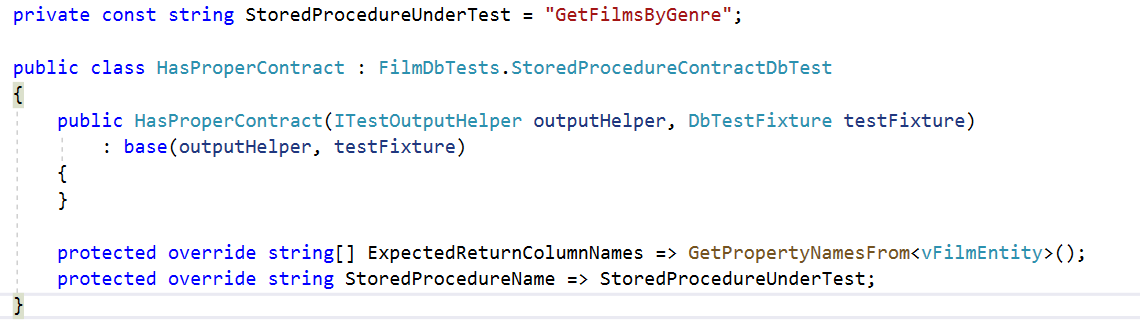 private const string StoredProcedureUnderTest = "GetFilmsByGenre";
public class HasProperContract : FilmDbTests.StoredProcedureContractDbTest
{
public HasProperContract(ITestOutputHelper outputHelper, DbTestFixture testFixture)
: base(outputHelper, testFixture)
{
}
protected override string[] ExpectedReturnColumnNames => GetPropertyNamesFrom<vFilmEntity>();
protected override string StoredProcedureName => StoredProcedureUnderTest;
}